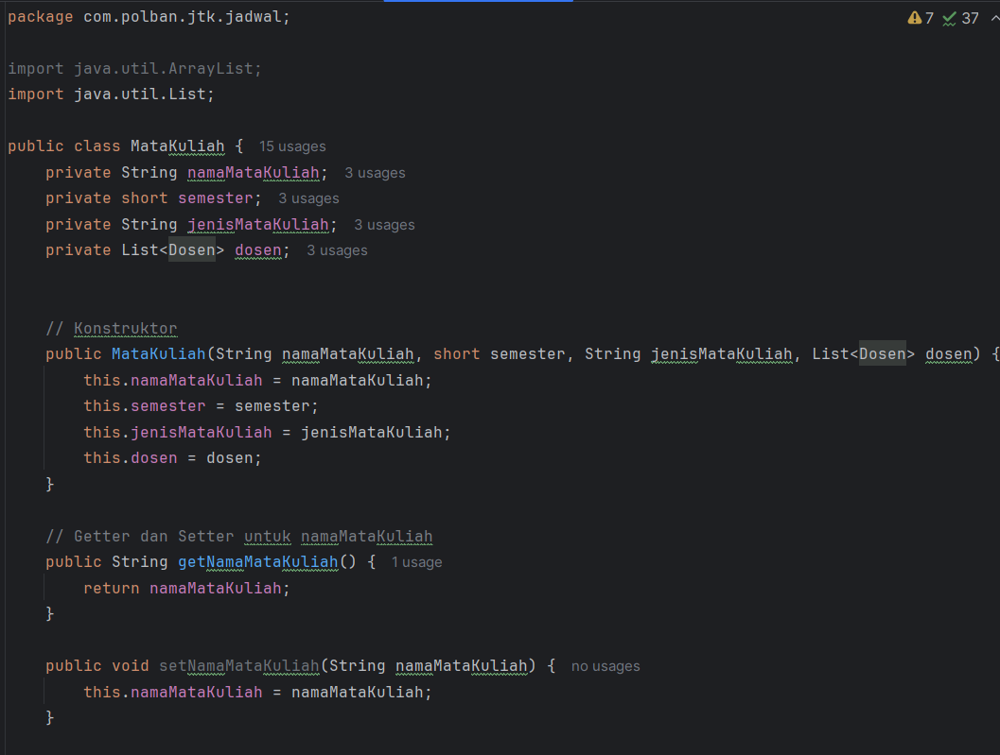 package com.polban.jtk.jadwal;
7 37
import java.util.ArrayList;
import java.util.List;
public class MataKuliah { 15 usages
private String namaMataKuliah; 3 usages
private short semester; 3 usages
private String jenisMataKuliah; 3 usages
private List<Dosen> dosen; 3 usages
// Konstruktor
public MataKuliah(String namaMataKuliah, short semester, String jenisMataKuliah, List<Dosen> dosen) {
this.namaMataKuliah = namaMataKuliah;
this.semester = semester;
this.jenisMataKuliah = jenisMataKuliah;
this.dosen = dosen;
}
// Getter dan Setter untuk namaMataKuliah
public String getNamaMataKuliah() { 1 usage
return namaMataKuliah;
}
public void setNamaMataKuliah(String namaMataKuliah) { no usages
this.namaMataKuliah = namaMataKuliah;
}